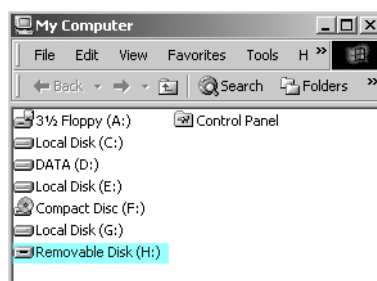 My Computer
File Edit View Favorites Tools H »
Back Search Folders »
3½ Floppy (A:) Control Panel
Local Disk (C:)
DATA (D:)
Local Disk (E:)
Compact Disc (F:)
Local Disk (G:)
Removable Disk (H:)